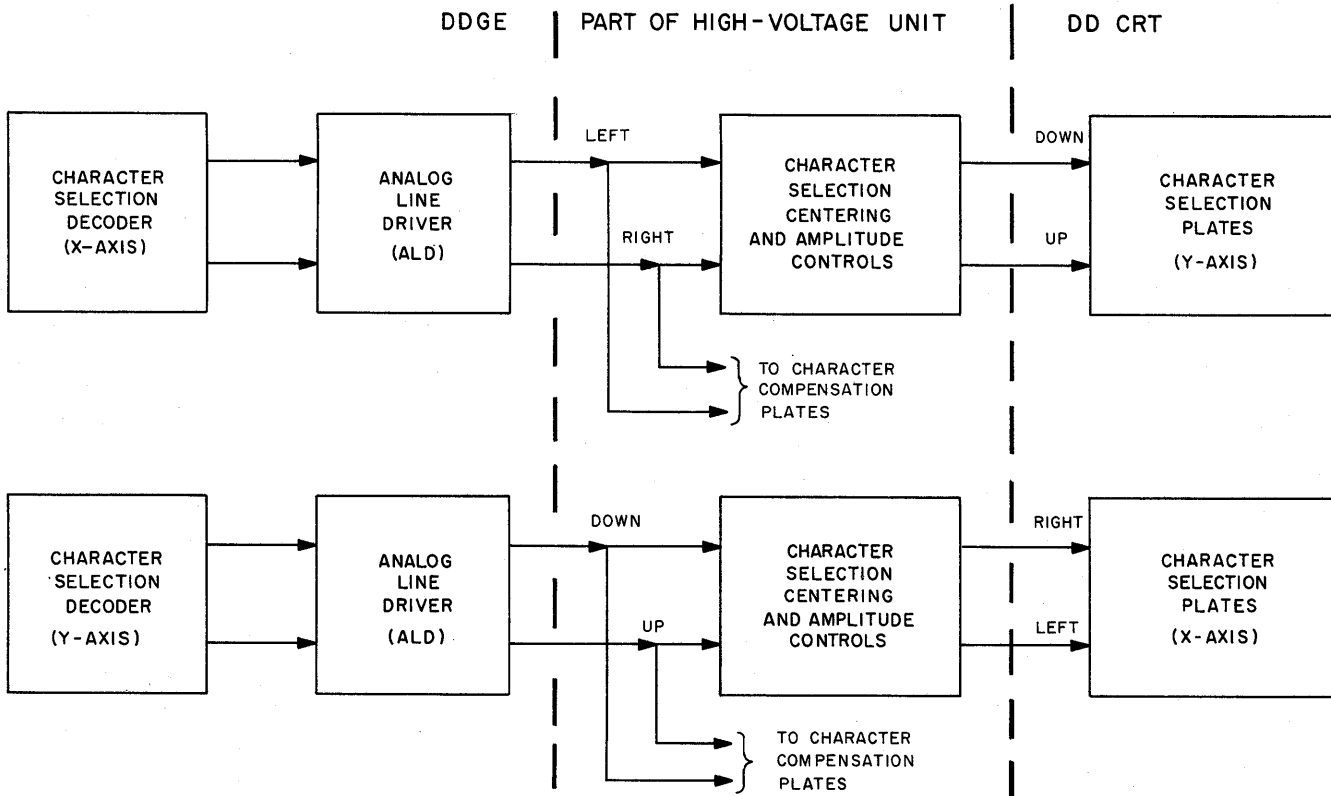 DDGE
PART OF HIGH-VOLTAGE UNIT
DD CRT
CHARACTER
SELECTION
DECODER
(X-AXIS)
ANALOG
LINE
DRIVER
(ALD)
LEFT
RIGHT
CHARACTER
SELECTION
CENTERING
AND AMPLITUDE
CONTROLS
DOWN
UP
CHARACTER
SELECTION
PLATES
(Y-AXIS)
TO CHARACTER
COMPENSATION
PLATES
CHARACTER
SELECTION
DECODER
(Y-AXIS)
ANALOG
LINE
DRIVER
(ALD)
DOWN
UP
CHARACTER
SELECTION
CENTERING
AND AMPLITUDE
CONTROLS
RIGHT
LEFT
CHARACTER
SELECTION
PLATES
(X-AXIS)
TO CHARACTER
COMPENSATION
PLATES